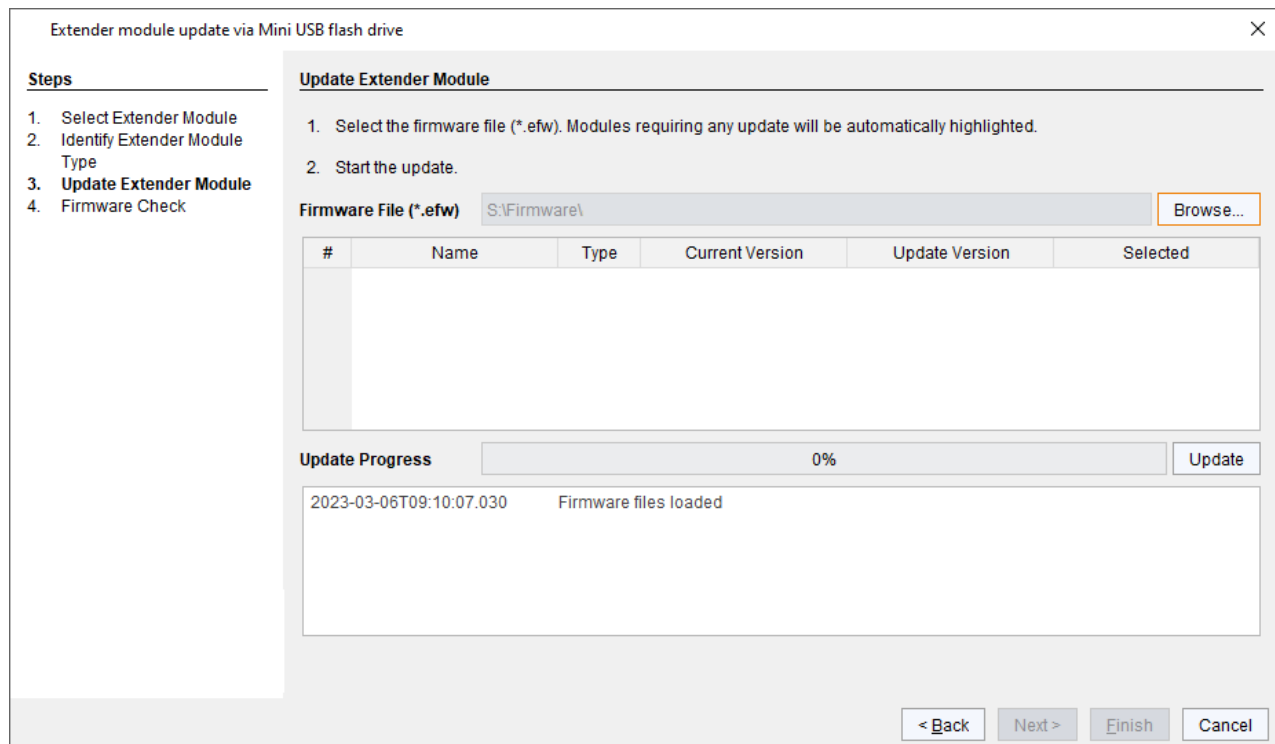 Extender module update via Mini USB flash drive
Steps
1. Select Extender Module
2. Identify Extender Module
Type
3. Update Extender Module
4. Firmware Check
Update Extender Module
1. Select the firmware file (*.efw). Modules requiring any update will be automatically highlighted.
2. Start the update.
Firmware File (*.efw) S:\Firmware\ Browse...
# Name Type Current Version Update Version Selected
Update Progress 0% Update
2023-03-06T09:10:07.030 Firmware files loaded
< Back Next > Finish Cancel